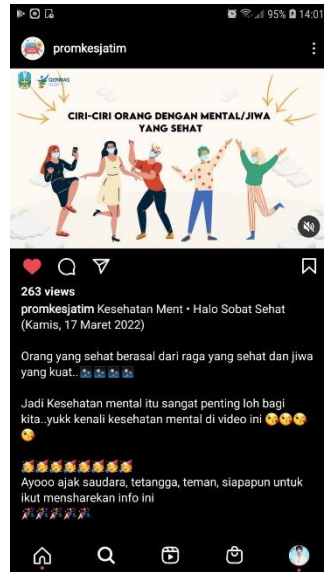 95% 14:01
promkesjatim
GERMAS
CIRI-CIRI ORANG DENGAN MENTAL/JIWA
YANG SEHAT
263 views
promkesjatim Kesehatan Ment • Halo Sobat Sehat
(Kamis, 17 Maret 2022)
Orang yang sehat berasal dari raga yang sehat dan jiwa
yang kuat..
Jadi Kesehatan mental itu sangat penting loh bagi
kita..yukk kenali kesehatan mental di video ini
Ayooo ajak saudara, tetangga, teman, siapapun untuk
ikut mensharekan info ini